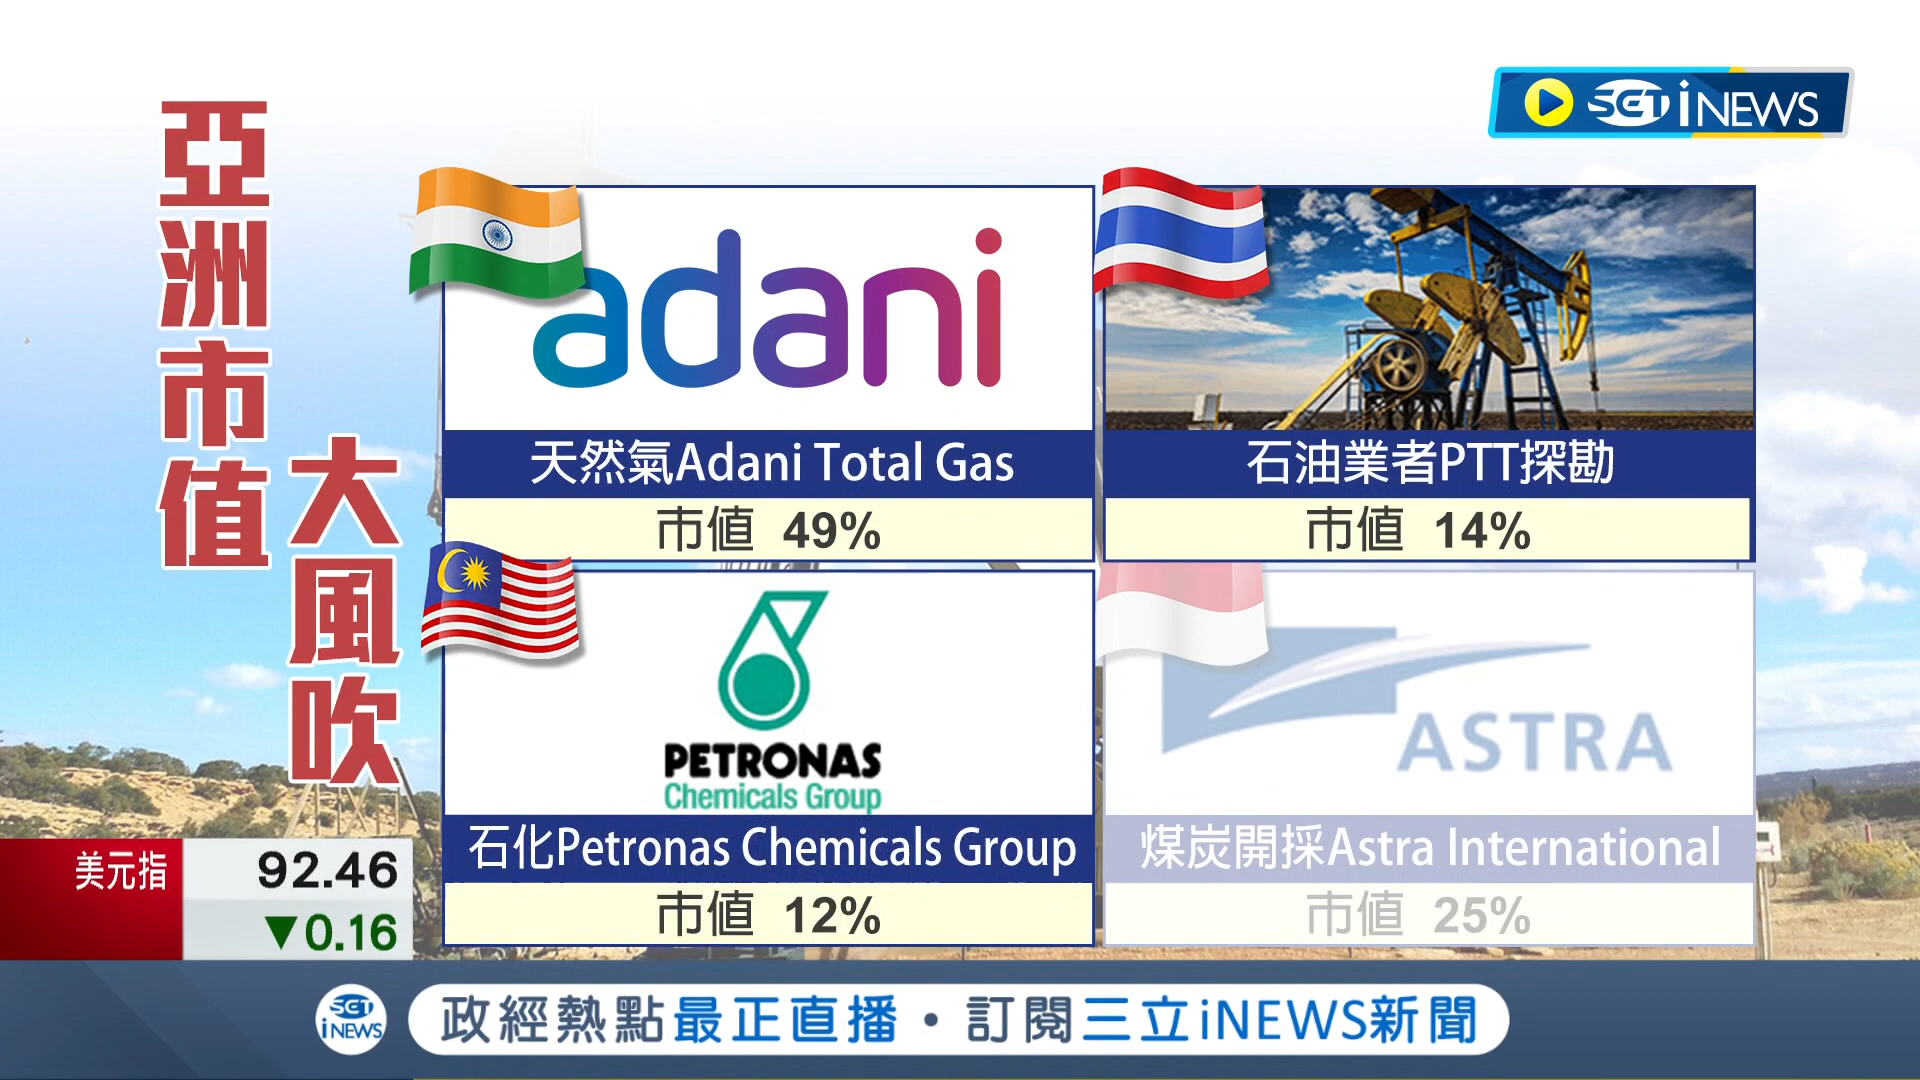 SET iNEWS
亞洲市值
大風吹
adani
天然氣Adani Total Gas
市値 49%
石油業者PTT探勘
市値 14%
PETRONAS
Chemicals Group
石化Petronas Chemicals Group
市値 12%
ASTRA
煤炭開採Astra International
市値 25%
美元指 92.46
▼0.16
SET iNEWS
政經熱點最正直播・訂閱三立iNEWS新聞